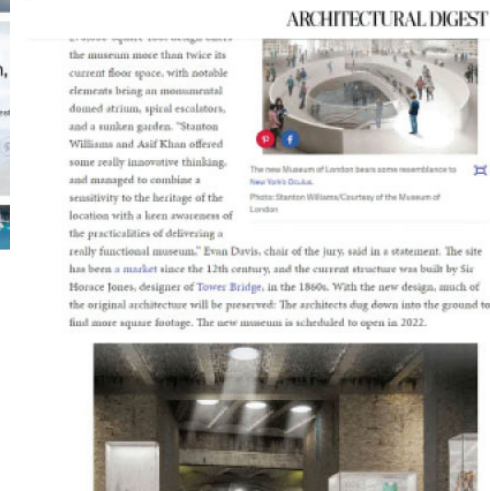 ARCHITECTURAL DIGEST
the museum more than twice its
current floor space, with notable
elements being an monumental
domed atrium, spiral escalators,
and a sunken garden. "Stanton
Williams and Asif Khan offered
some really innovative thinking,
and managed to combine a
sensitivity to the heritage of the
location with a keen awareness of
the practicalities of delivering a
The new Museum of London bears some resemblance to
New York's Oculus.
Photo: Stanton Williams/Courtesy of the Museum of
London
really functional museum," Evan Davis, chair of the jury, said in a statement. The site
has been a market since the 12th century, and the current structure was built by Sir
Horace Jones, designer of Tower Bridge, in the 1860s. With the new design, much of
the original architecture will be preserved: The architects dug down into the ground to
find more square footage. The new museum is scheduled to open in 2022.